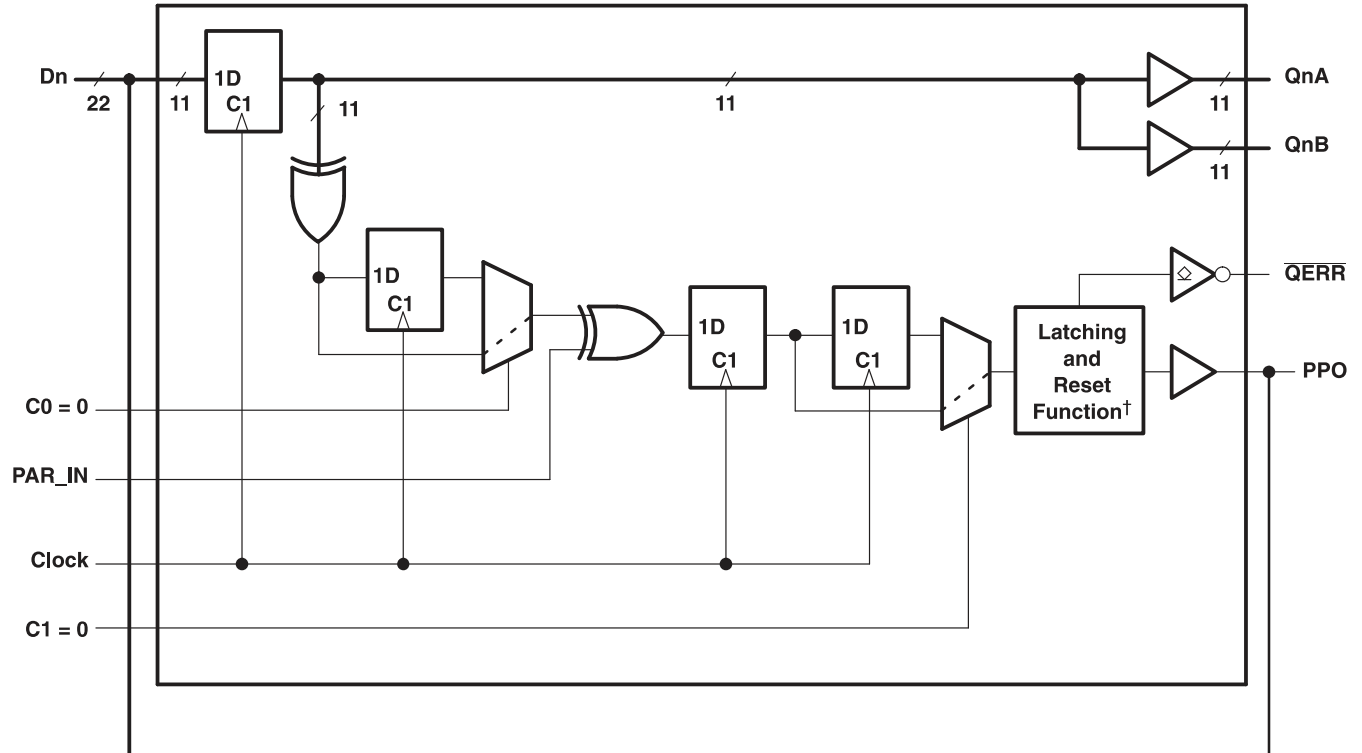 Dn
22
11
1D
C1
11
11
11
QnA
11
QnB
1D
C1
1D
C1
1D
C1
Latching
and
Reset
Function†
QERR
PPO
C0 = 0
PAR_IN
Clock
C1 = 0